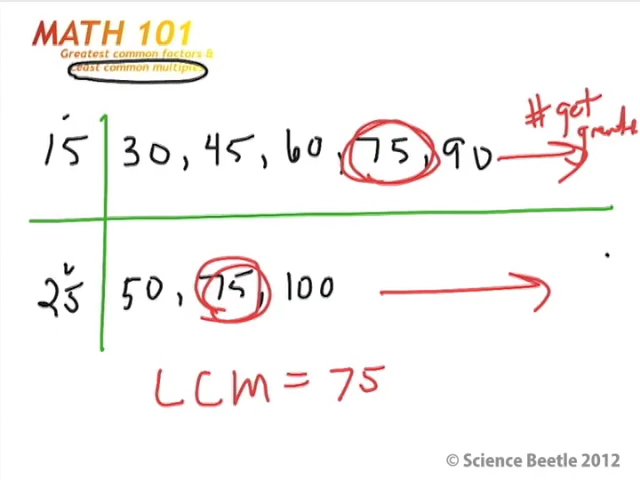 MATH 101
Greatest common factors &
Least common multiples
# get
greater
15 30, 45, 60, 75, 90
25 50, 75, 100
LCM = 75
© Science Beetle 2012